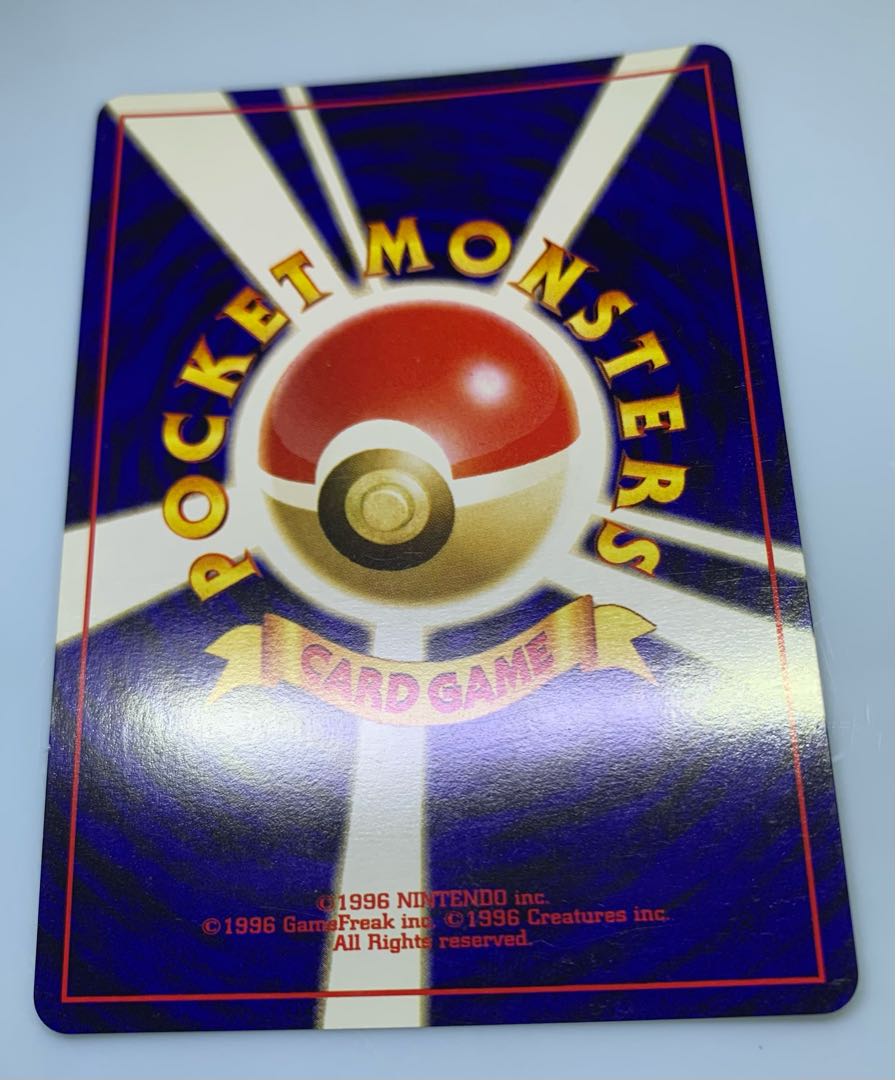 POCKET MONSTERS
CARD GAME
©1996 NINTENDO inc.
©1996 GameFreak inc. ©1996 Creatures inc.
All Rights reserved.